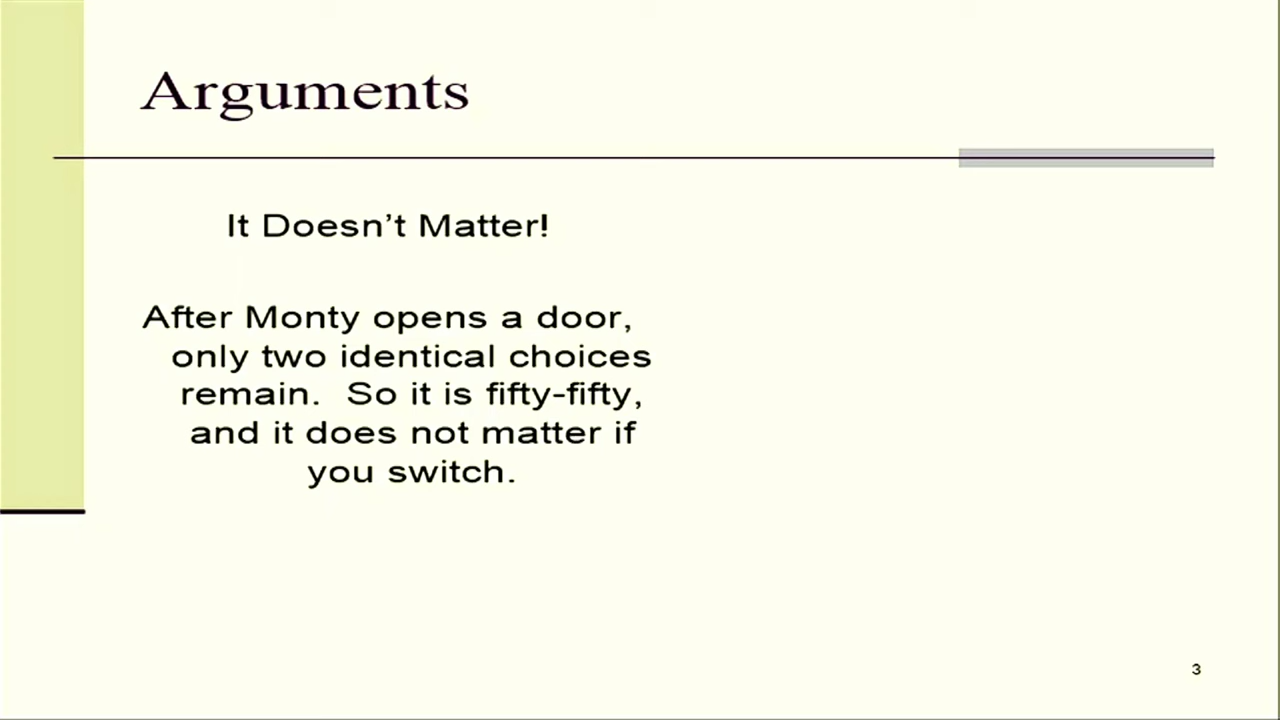 Arguments
It Doesn’t Matter!
After Monty opens a door,
only two identical choices
remain.  So it is fifty-fifty,
and it does not matter if
you switch.
3